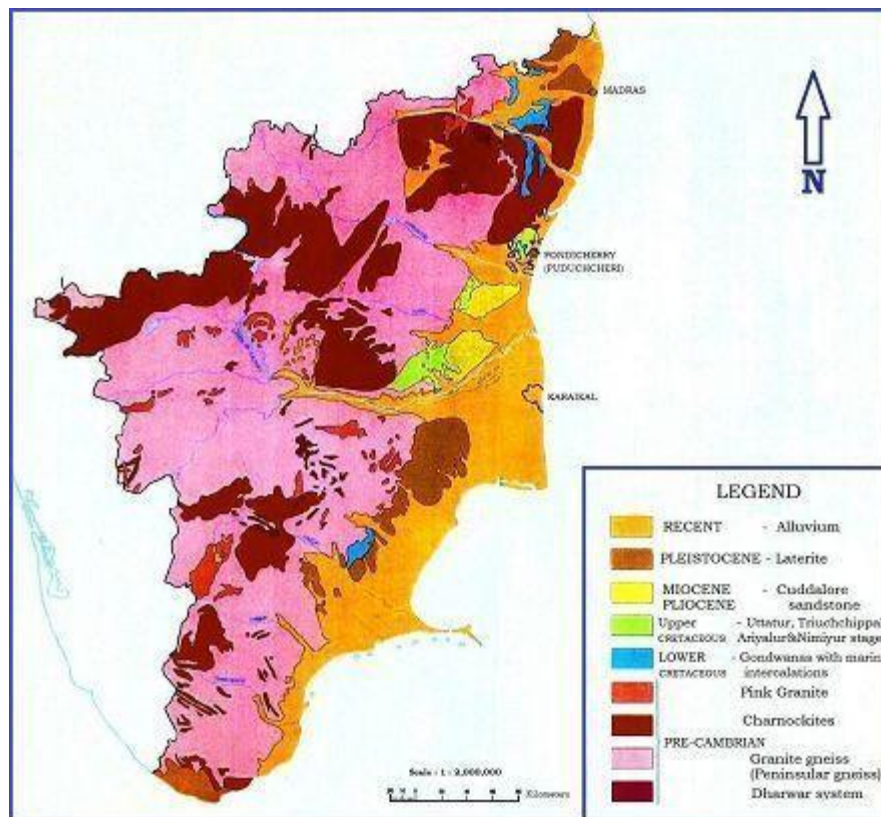 MADRAS
N
PONDICHERRY
(PUDUCHCHERI)
KARAIKAL
LEGEND
RECENT - Alluvium
PLEISTOCENE - Laterite
MIOCENE - Cuddalore
PLIOCENE sandstone
Upper - Uttatur, Triuchchippal
CRETACEOUS Ariyalur&Nimiyur stage
LOWER - Gondwanas with marin
CRETACEOUS intercalations
Pink Granite
Charnockites
PRE-CAMBRIAN
Granite gneiss
(Peninsular gneiss)
Dharwar system
Scale - 1 : 2,000,000
Kilometers